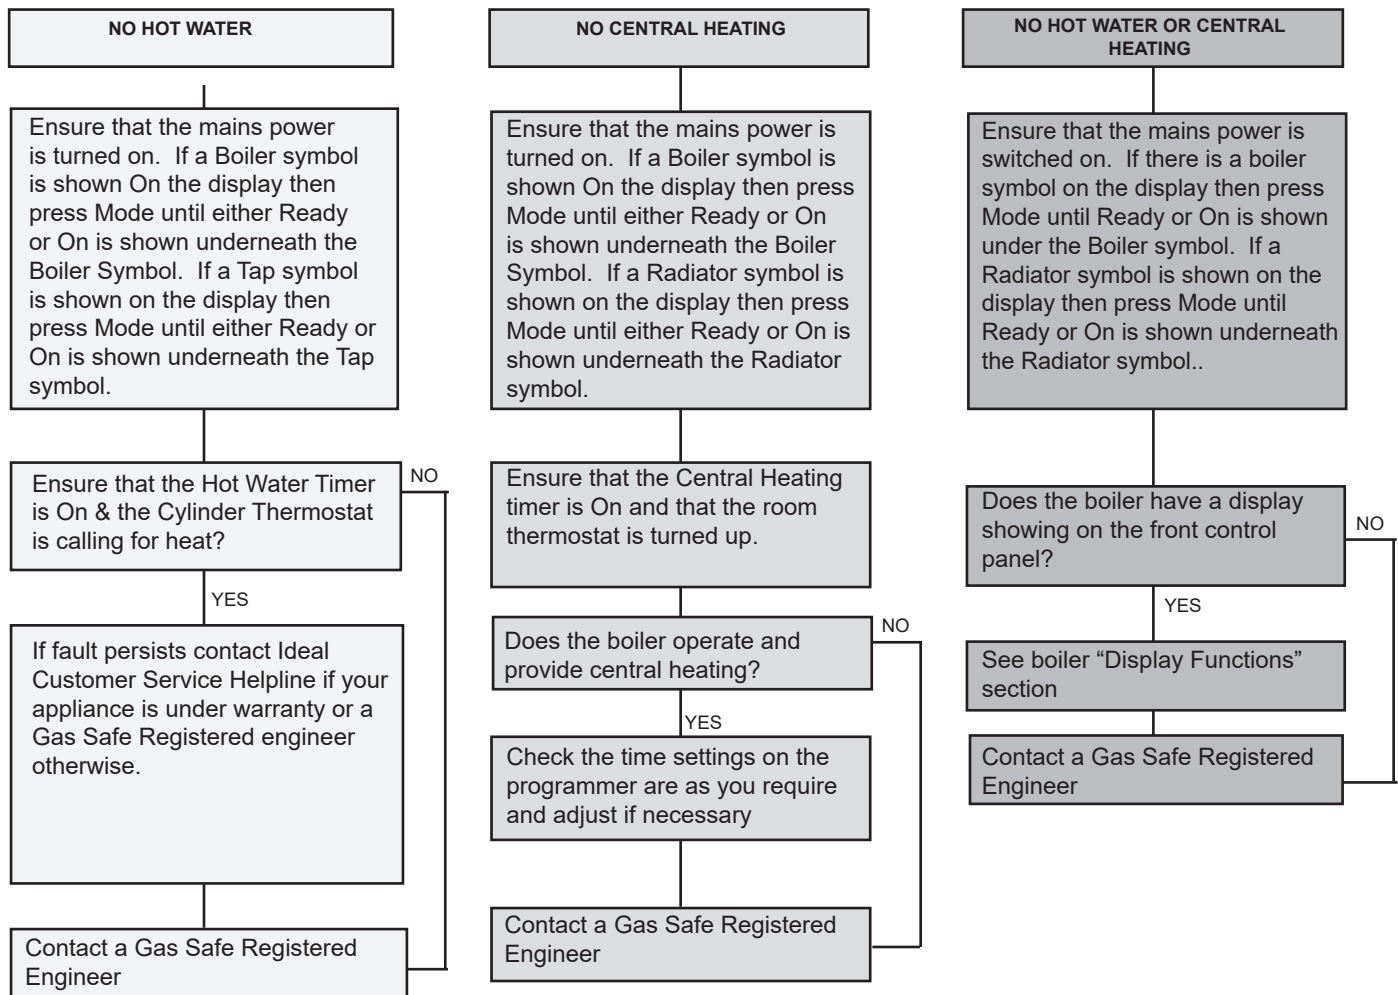 NO HOT WATER
Ensure that the mains power
is turned on.  If a Boiler symbol
is shown On the display then
press Mode until either Ready
or On is shown underneath the
Boiler Symbol.  If a Tap symbol
is shown on the display then
press Mode until either Ready or
On is shown underneath the Tap
symbol.
Ensure that the Hot Water Timer
is On & the Cylinder Thermostat
is calling for heat?
NO
YES
If fault persists contact Ideal
Customer Service Helpline if your
appliance is under warranty or a
Gas Safe Registered engineer
otherwise.
Contact a Gas Safe Registered
Engineer
NO CENTRAL HEATING
Ensure that the mains power is
turned on.  If a Boiler symbol is
shown On the display then press
Mode until either Ready or On
is shown underneath the Boiler
Symbol.  If a Radiator symbol is
shown on the display then press
Mode until either Ready or On is
shown underneath the Radiator
symbol.
Ensure that the Central Heating
timer is On and that the room
thermostat is turned up.
Does the boiler operate and
provide central heating?
NO
YES
Check the time settings on the
programmer are as you require
and adjust if necessary
Contact a Gas Safe Registered
Engineer
NO HOT WATER OR CENTRAL
HEATING
Ensure that the mains power is
switched on.  If there is a boiler
symbol on the display then press
Mode until Ready or On is shown
under the Boiler symbol.  If a
Radiator symbol is shown on the
display then press Mode until
Ready or On is shown underneath
the Radiator symbol..
Does the boiler have a display
showing on the front control
panel?
NO
YES
See boiler “Display Functions”
section
Contact a Gas Safe Registered
Engineer